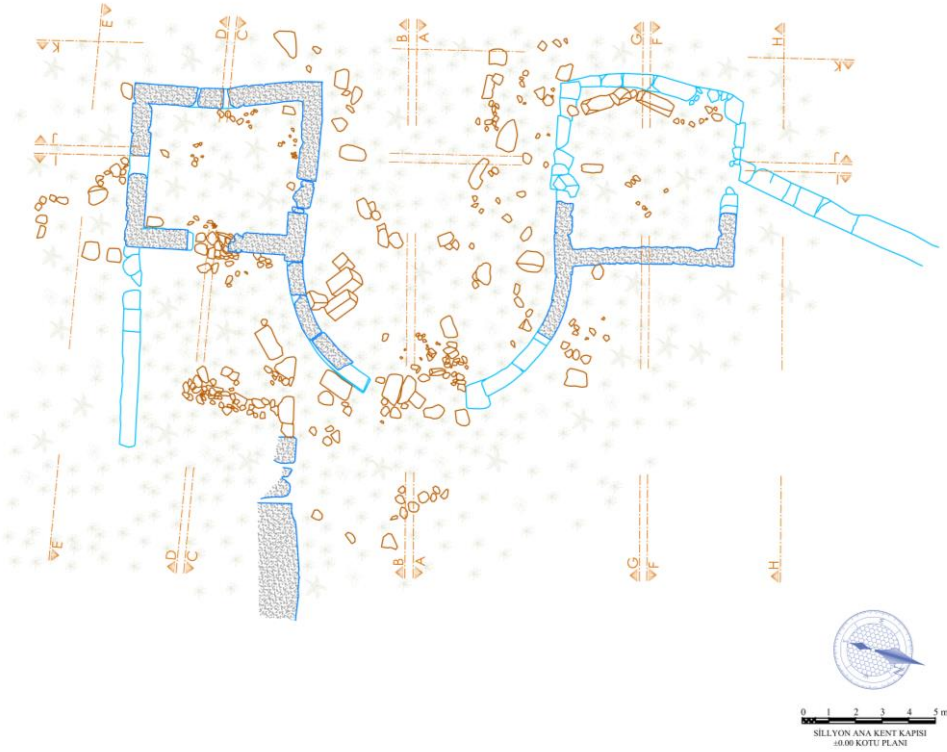 E
D
C
B
A
G
F
H
K
K
J
I
J
I
E
D
C
B
A
G
F
H
N
0 1 2 3 4 5 m
SİLLYON ANA KENT KAPISI
±0.00 KOTU PLANI